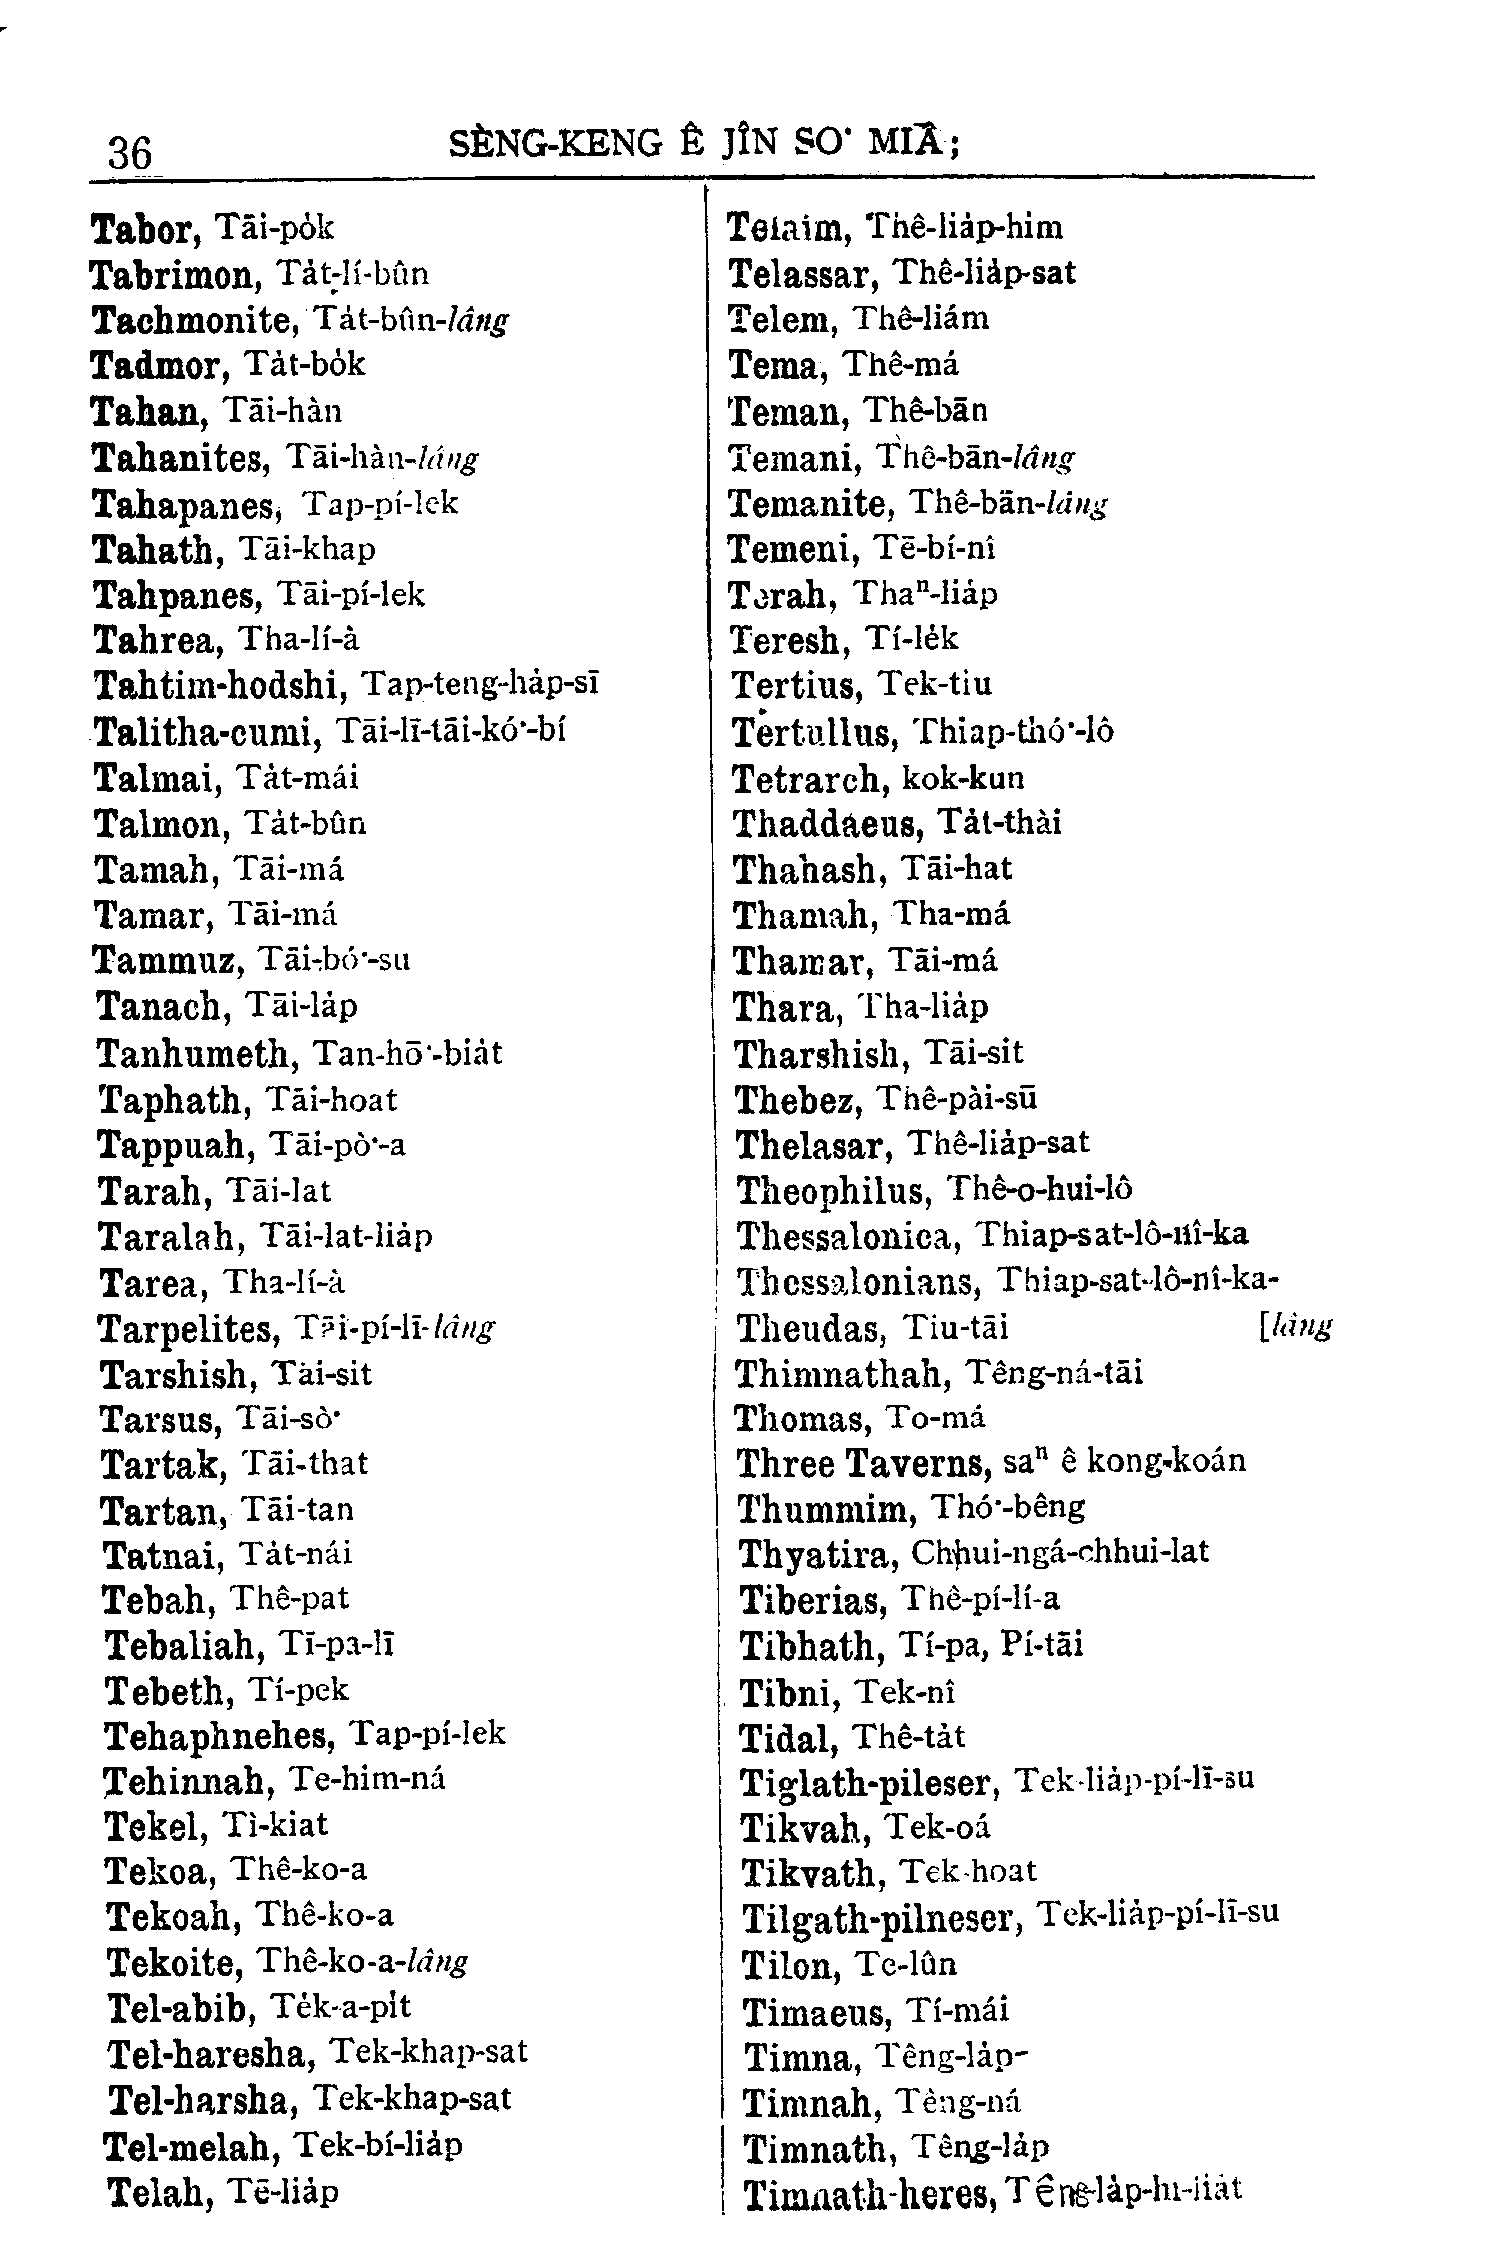 36
SÈNG-KENG Ê JÎN SO͘ MIĀ;
Tabor, Tāi-po̍k
Tabrimon, Ta̍t-lí-bûn
Tachmonite, Ta̍t-bûn-lâng
Tadmor, Ta̍t-bo̍k
Tahan, Tāi-hàn
Tahanites, Tāi-hàn-lâng
Tahapanes, Tap-pí-lek
Tahath, Tāi-khap
Tahpanes, Tāi-pí-lek
Tahrea, Tha-lí-à
Tahtim-hodshi, Tap-teng-ha̍p-sī
Talitha-cumi, Tāi-lī-tāi-kó͘-bí
Talmai, Ta̍t-mái
Talmon, Ta̍t-bûn
Tamah, Tāi-má
Tamar, Tāi-má
Tammuz, Tāi-bó͘-su
Tanach, Tāi-la̍p
Tanhumeth, Tan-hō͘-bia̍t
Taphath, Tāi-hoat
Tappuah, Tāi-pò͘-a
Tarah, Tāi-lat
Taralah, Tāi-lat-lia̍p
Tarea, Tha-lí-à
Tarpelites, Tāi-pí-lī-lâng
Tarshish, Tāi-sit
Tarsus, Tāi-sò͘
Tartak, Tāi-that
Tartan, Tāi-tan
Tatnai, Ta̍t-nái
Tebah, Thê-pat
Tebaliah, Tī-pa-lī
Tebeth, Tí-pek
Tehaphnehes, Tap-pí-lek
Tehinnah, Te-him-ná
Tekel, Tì-kiat
Tekoa, Thê-ko-a
Tekoah, Thê-ko-a
Tekoite, Thê-ko-a-lâng
Tel-abib, Te̍k-a-pi̍t
Tel-haresha, Tek-khap-sat
Tel-harsha, Tek-khap-sat
Tel-melah, Tek-bí-lia̍p
Telah, Tē-lia̍p
Telaim, Thê-lia̍p-him
Telassar, Thê-lia̍p-sat
Telem, Thê-liám
Tema, Thê-má
Teman, Thê-bān
Temani, Thê-bān-lâng
Temanite, Thê-bān-lâng
Temeni, Tē-bí-nî
Terah, Thaⁿ-lia̍p
Teresh, Tí-le̍k
Tertius, Tek-tiu
Tertullus, Thiap-thó͘-lô
Tetrarch, kok-kun
Thaddaeus, Ta̍t-thài
Thahash, Tāi-hat
Thamah, Tha-má
Thamar, Tāi-má
Thara, Tha-lia̍p
Tharshish, Tāi-sit
Thebez, Thê-pài-sū
Thelasar, Thê-lia̍p-sat
Theophilus, Thê-o-hui-lô
Thessalonica, Thiap-sat-lô-nî-ka
Thessalonians, Thiap-sat-lô-nî-ka-
Theudas, Tiu-tāi [lâng
Thimnathah, Têng-ná-tāi
Thomas, To-má
Three Taverns, saⁿ ê kong-koán
Thummim, Thó͘-bêng
Thyatira, Chhui-ngá-chhui-lat
Tiberias, Thê-pí-lí-a
Tibhath, Tí-pa, Pí-tāi
Tibni, Tek-nî
Tidal, Thê-ta̍t
Tiglath-pileser, Tek-lia̍p-pí-lī-su
Tikvah, Tek-oá
Tikvath, Tek-hoat
Tilgath-pilneser, Tek-lia̍p-pí-lī-su
Tilon, Te-lûn
Timaeus, Tí-mái
Timna, Têng-la̍p-
Timnah, Têng-ná
Timnath, Têng-la̍p
Timnath-heres, Têng-la̍p-hi-lia̍t